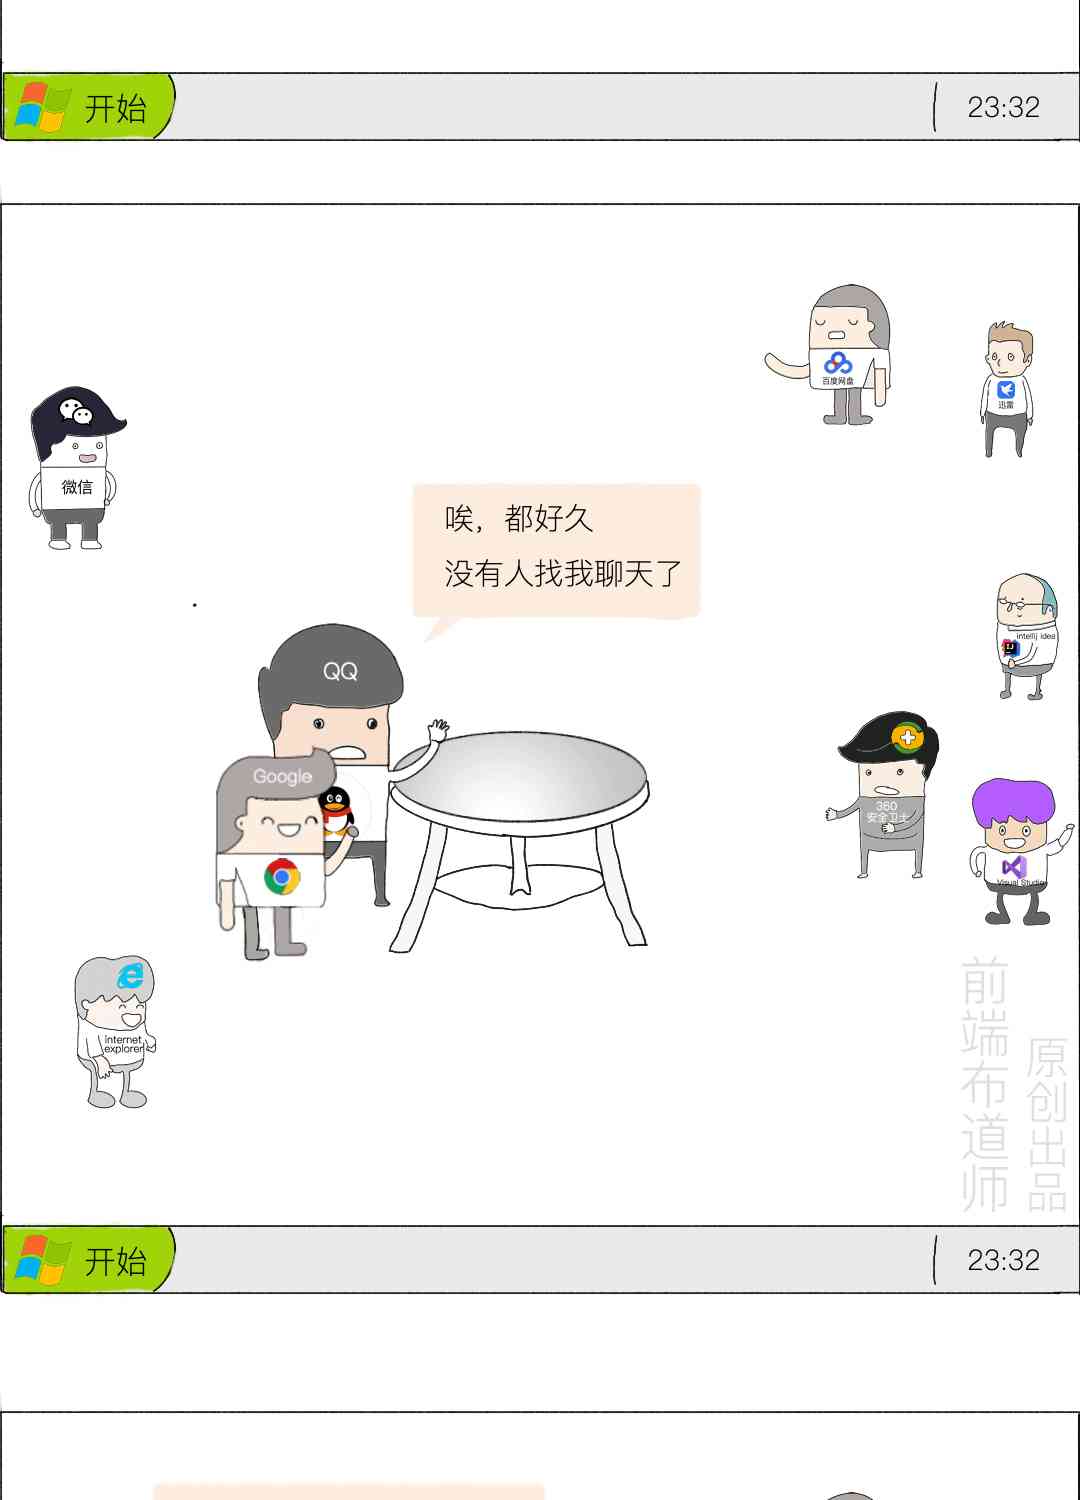 开始
23:32
百度网盘
迅雷
微信
唉，都好久
没有人找我聊天了
intellij idea
IJ
QQ
Google
360
安全卫士
Visual Studio
internet
explorer
前端布道师
原创出品
开始
23:32